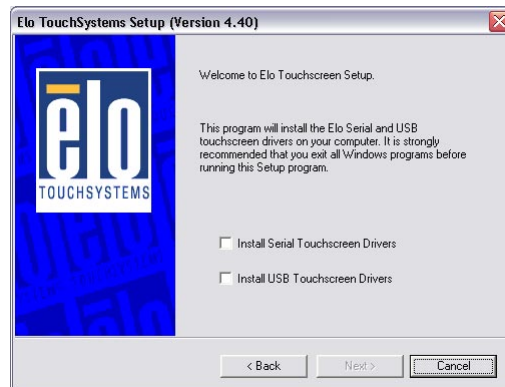 Elo TouchSystems Setup (Version 4.40)
elo
TOUCHSYSTEMS
Welcome to Elo Touchscreen Setup.
This program will install the Elo Serial and USB
touchscreen drivers on your computer. It is strongly
recommended that you exit all Windows programs before
running this Setup program.
Install Serial Touchscreen Drivers
Install USB Touchscreen Drivers
< Back
Next >
Cancel